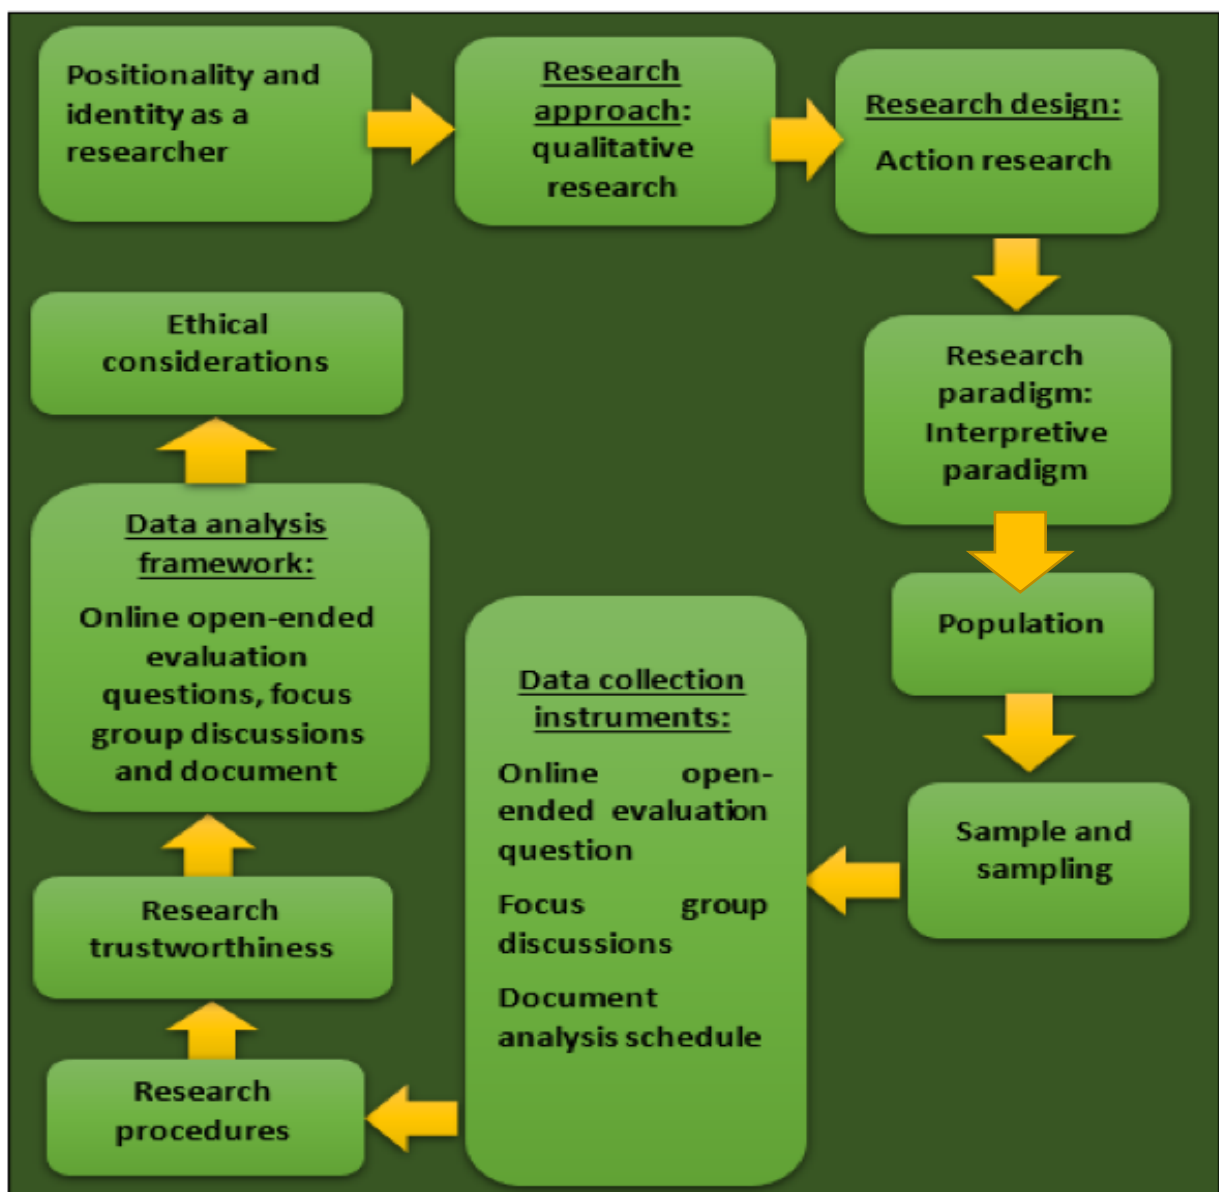 Positionality and
identity as a
researcher
Research
approach:
qualitative
research
Research design:
Action research
Research
paradigm:
Interpretive
paradigm
Population
Sample and
sampling
Data collection
instruments:
Online open-
ended evaluation
question
Focus group
discussions
Document
analysis schedule
Research
procedures
Research
trustworthiness
Data analysis
framework:
Online open-ended
evaluation
questions, focus
group discussions
and document
Ethical
considerations